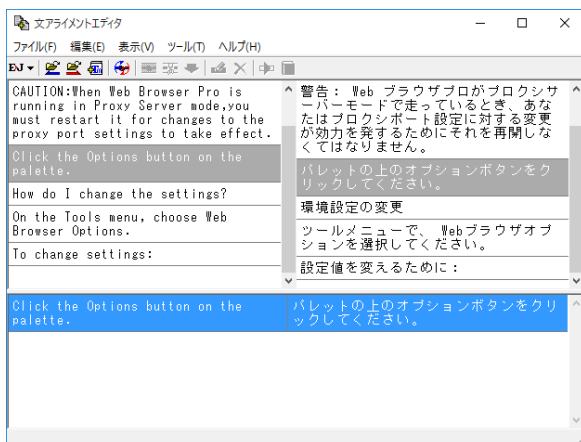 文アライメントエディタ
ファイル(F) 編集(E) 表示(V) ツール(T) ヘルプ(H)
EJ
CAUTION:When Web Browser Pro is
running in Proxy Server mode,you
must restart it for changes to the
proxy port settings to take effect.
Click the Options button on the
palette.
How do I change the settings?
On the Tools menu, choose Web
Browser Options.
To change settings:
警告： Web ブラウザプロがプロクシサ
ーバーモードで走っているとき、あな
たはプロクシポート設定に対する変更
が効力を発するためにそれを再開しな
くてはなりません。
パレットの上のオプションボタンをク
リックしてください。
環境設定の変更
ツールメニューで、 Webブラウザオプ
ションを選択してください。
設定値を変えるために：
Click the Options button on the
palette.
パレットの上のオプションボタンをクリ
ックしてください。